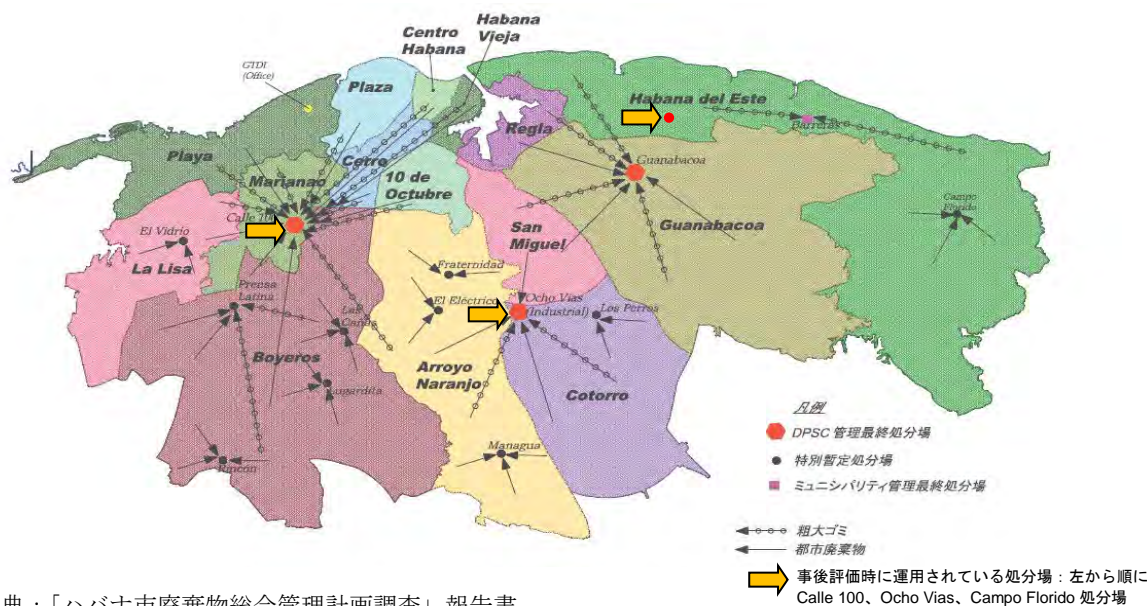 Habana
Vieja
Centro
Habana
GTDI
(Office)
Plaza
Habana del Este
Barreras
Regla
Playa
Cerro
Guanabacoa
Marianao
10 de
Octubre
Campo
Florido
Calle 100
San
Miguel
Guanabacoa
El Vidrio
La Lisa
Fraternidad
Prensa
Latina
El Eléctrico
Ocho Vias
(Industrial)
Los Perros
Las
Cañas
Boyeros
Arroyo
Naranjo
Lugardita
Cotorro
Managua
Rincón
凡例
DPSC 管理最終処分場
特別暫定処分場
ミュニシパリティ管理最終処分場
粗大ゴミ
都市廃棄物
事後評価時に運用されている処分場：左から順に
Calle 100、Ocho Vias、Campo Florido 処分場
典：「ハバナ市廃棄物総合管理計画調査」報告書